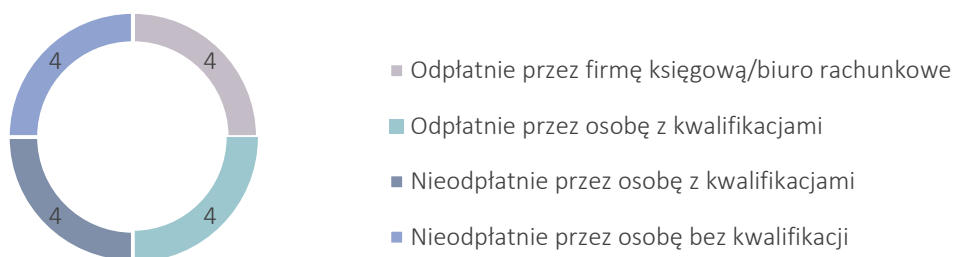 4
4
4
4
Odpłatnie przez firmę księgową/biuro rachunkowe
Odpłatnie przez osobę z kwalifikacjami
Nieodpłatnie przez osobę z kwalifikacjami
Nieodpłatnie przez osobę bez kwalifikacji